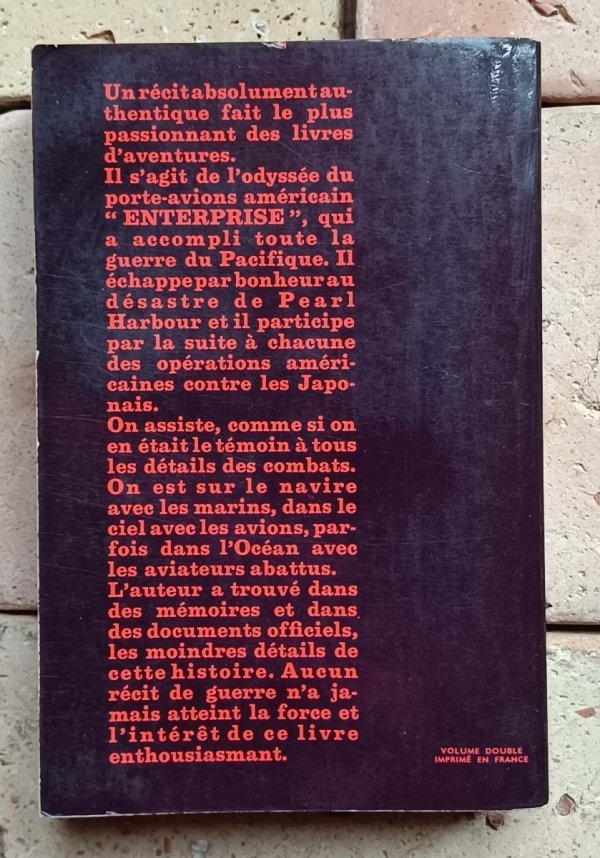 Un récit absolument au-
thentique fait le plus
passionnant des livres
d'aventures.
Il s'agit de l'odyssée du
porte-avions américain
“ ENTERPRISE ”, qui
a accompli toute la
guerre du Pacifique. Il
échappe par bonheur au
désastre de Pearl
Harbour et il participe
par la suite à chacune
des opérations améri-
caines contre les Japo-
nais.
On assiste, comme si on
en était le témoin à tous
les détails des combats.
On est sur le navire
avec les marins, dans le
ciel avec les avions, par-
fois dans l'Océan avec
les aviateurs abattus.
L'auteur a trouvé dans
des mémoires et dans
des documents officiels,
les moindres détails de
cette histoire. Aucun
récit de guerre n'a ja-
mais atteint la force et
l'intérêt de ce livre
enthousiasmant.
VOLUME DOUBLE
IMPRIMÉ EN FRANCE